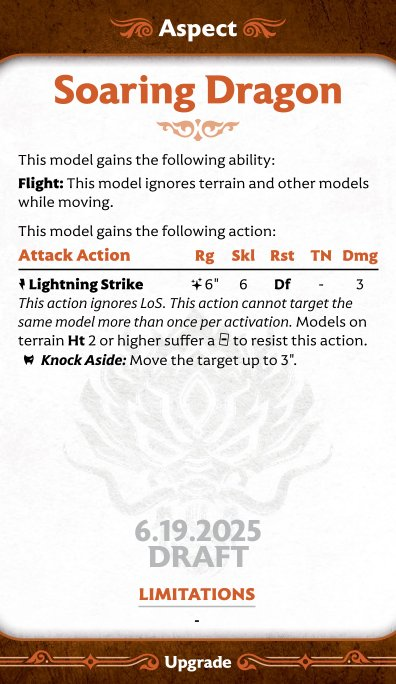 Aspect
Soaring Dragon
This model gains the following ability:
Flight: This model ignores terrain and other models
while moving.
This model gains the following action:
Attack Action Rg Skl Rst TN Dmg
Lightning Strike 6" 6 Df - 3
This action ignores LoS. This action cannot target the
same model more than once per activation. Models on
terrain Ht 2 or higher suffer a to resist this action.
Knock Aside: Move the target up to 3".
6.19.2025
DRAFT
LIMITATIONS
-
Upgrade